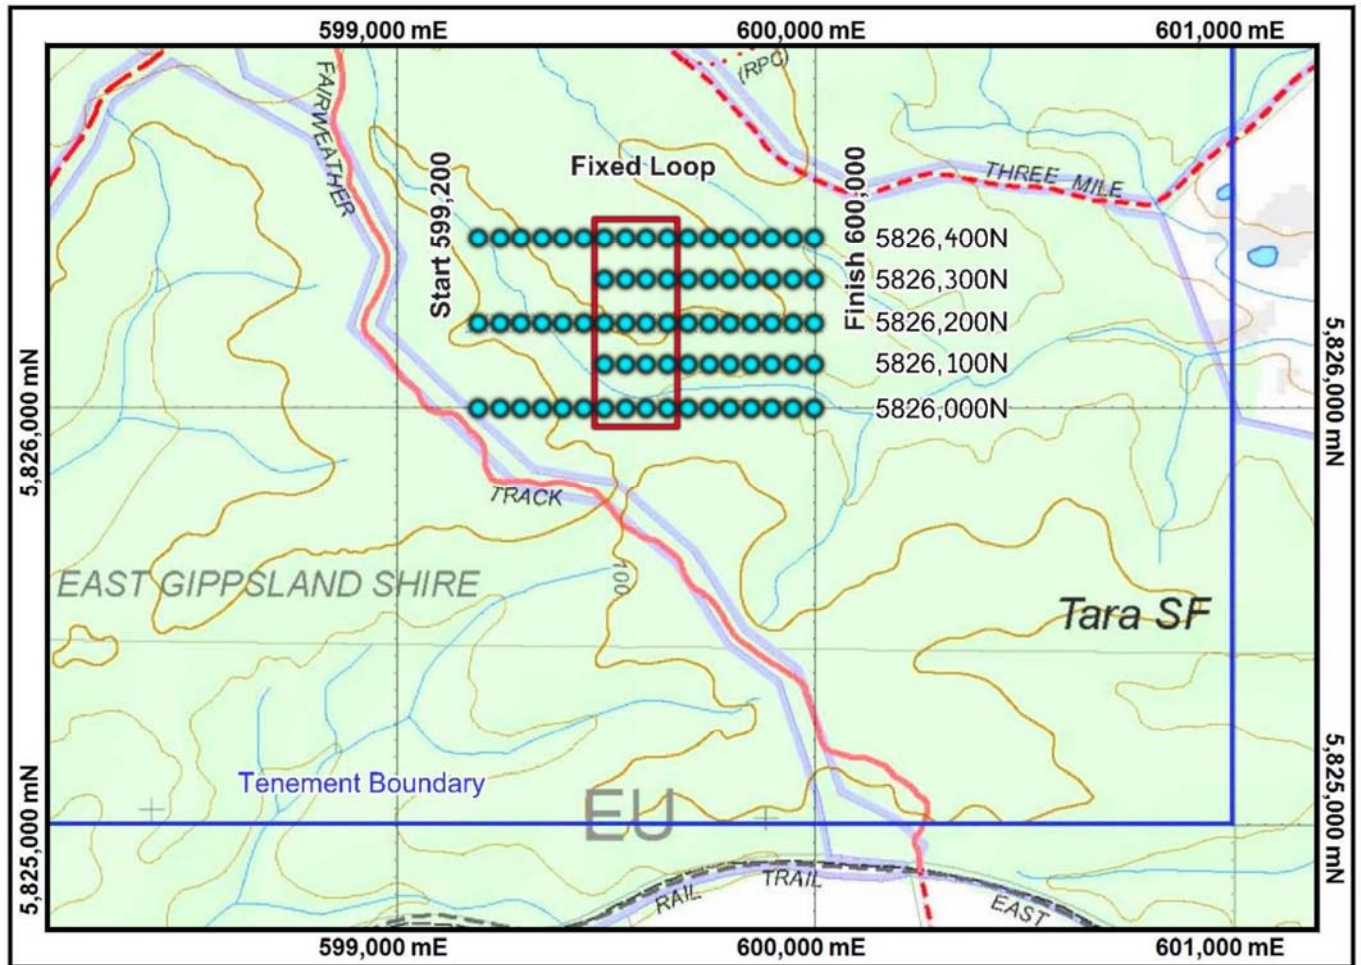 599,000 mE
600,000 mE
601,000 mE
(RPC)
FAIRWEATHER
Fixed Loop
THREE MILE
Start 599,200
Finish 600,000
5826,400N
5826,300N
5826,200N
5826,100N
5826,000N
5,826,000 mN
5,826,000 mN
TRACK
100
EAST GIPPSLAND SHIRE
Tara SF
Tenement Boundary
EU
5,825,000 mN
5,825,000 mN
RAIL TRAIL EAST
599,000 mE
600,000 mE
601,000 mE